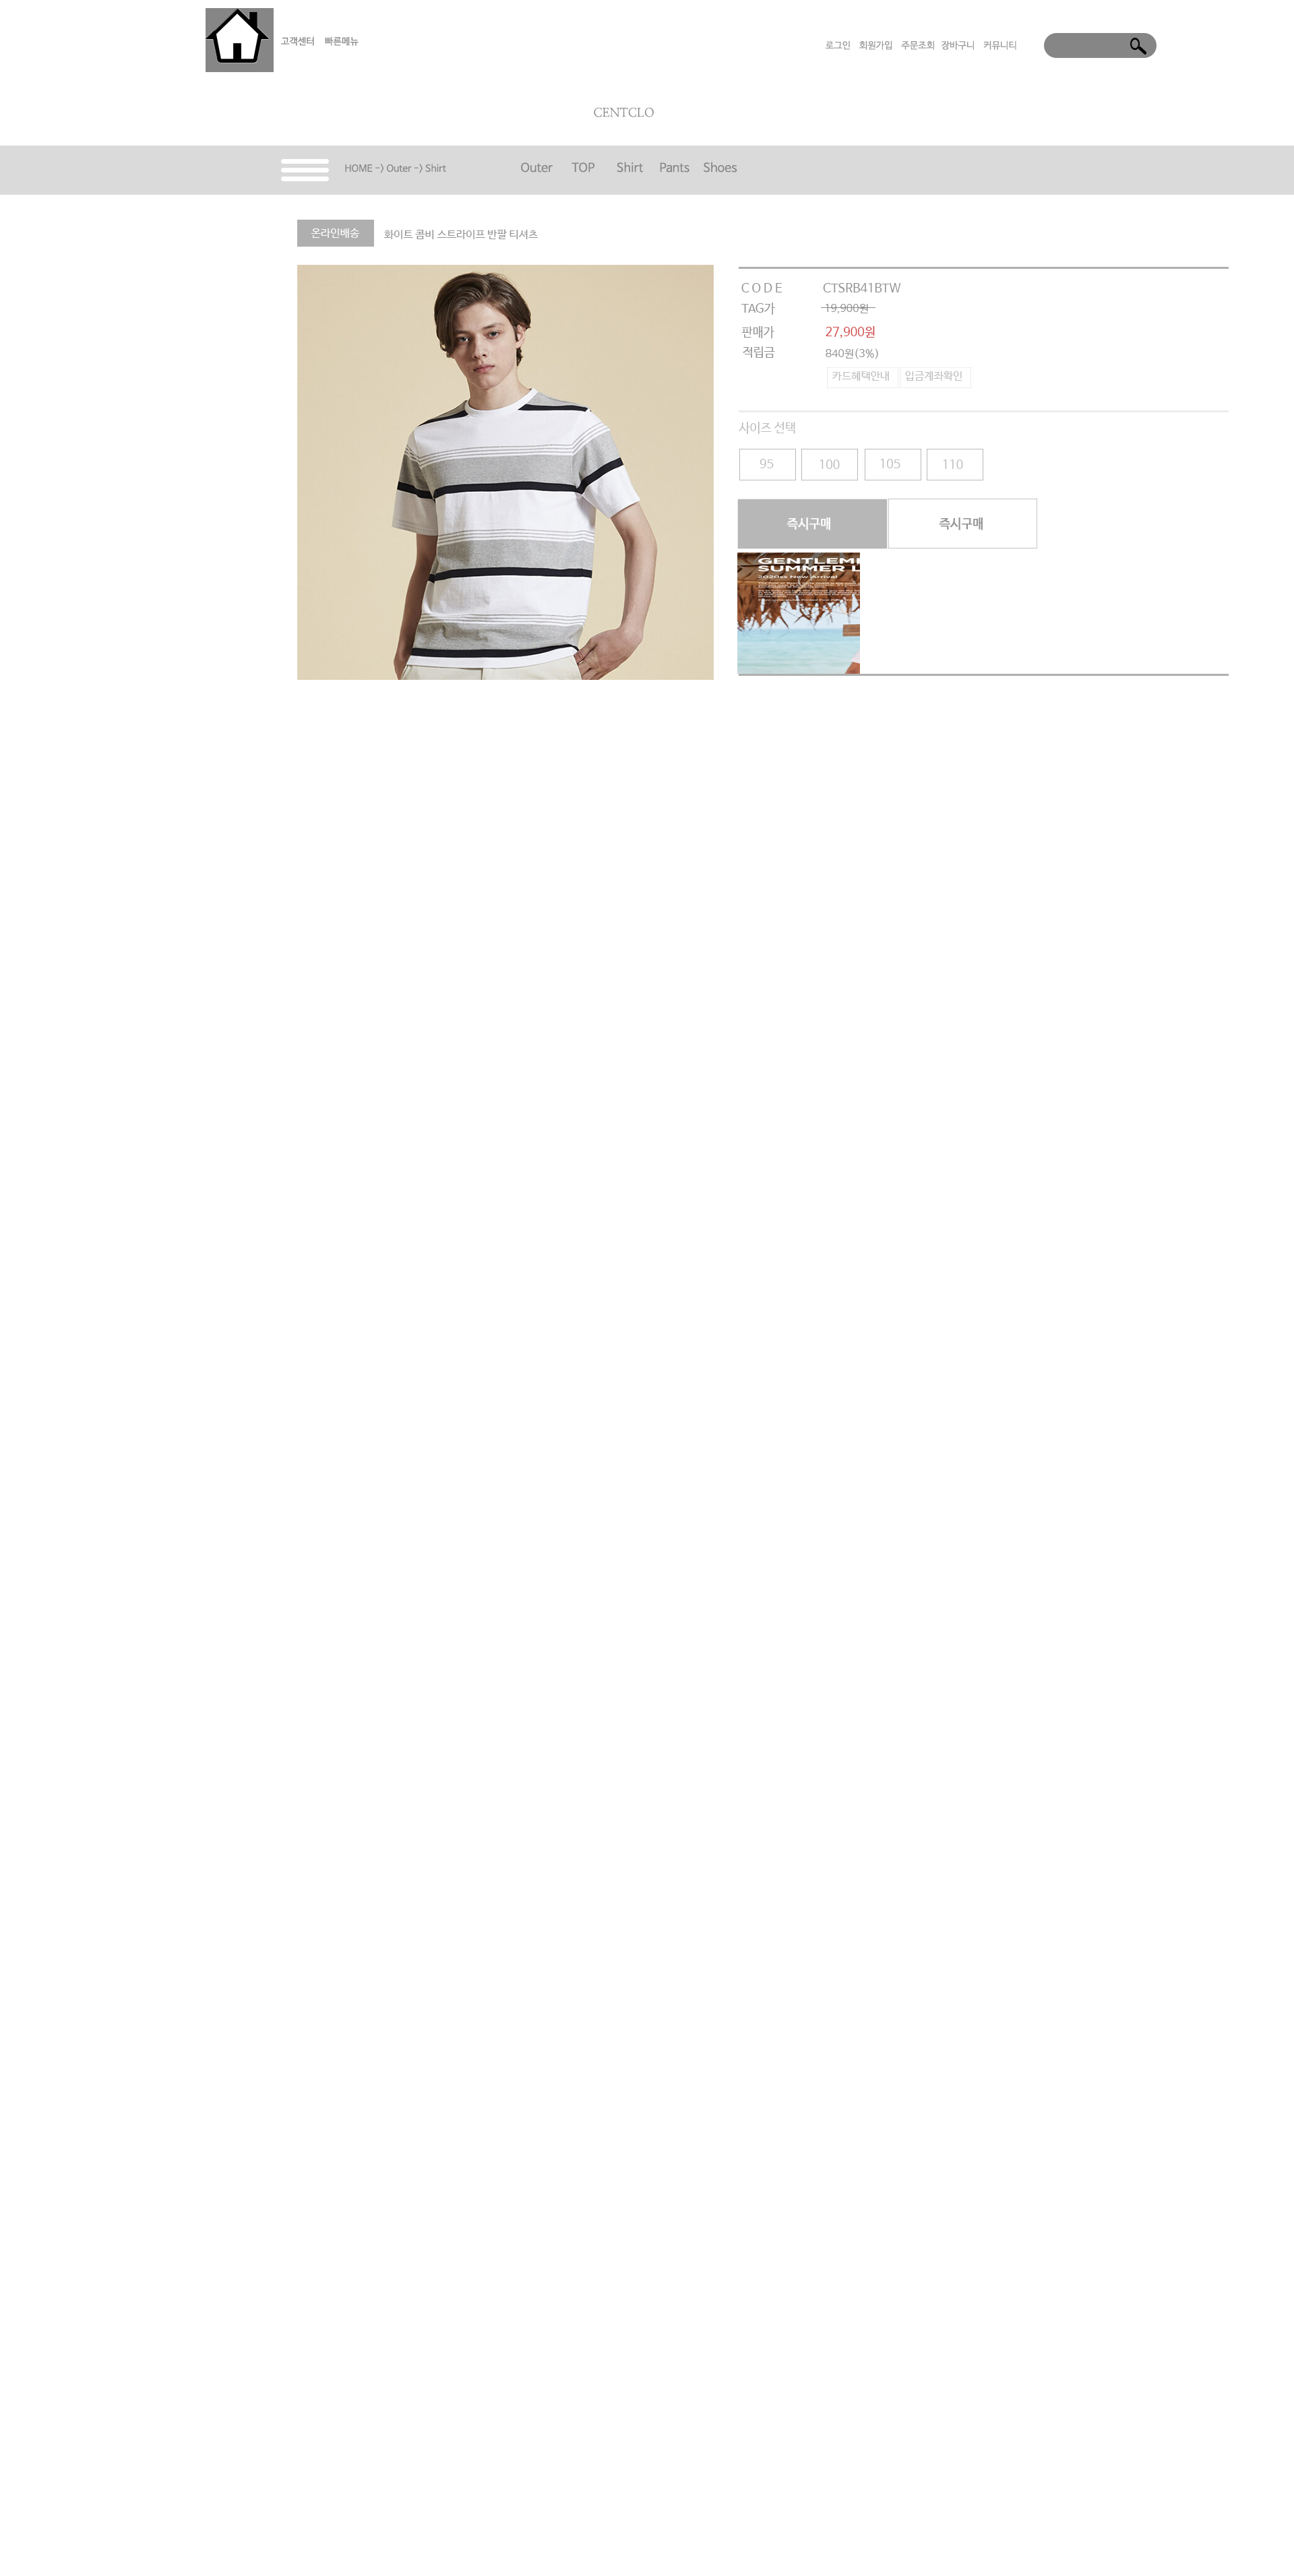 고객센터 빠른메뉴
로그인 회원가입 주문조회 장바구니 커뮤니티
CENTCLO
HOME -> Outer -> Shirt
Outer TOP Shirt Pants Shoes
온라인배송 화이트 콤비 스트라이프 반팔 티셔츠
C O D E CTSRB41BTW
TAG가 19,900원
판매가 27,900원
적립금 840원(3%)
카드혜택안내 입금계좌확인
사이즈 선택
95 100 105 110
즉시구매 즉시구매
GENTLEME
SUMMER L
2020ss New Arrival